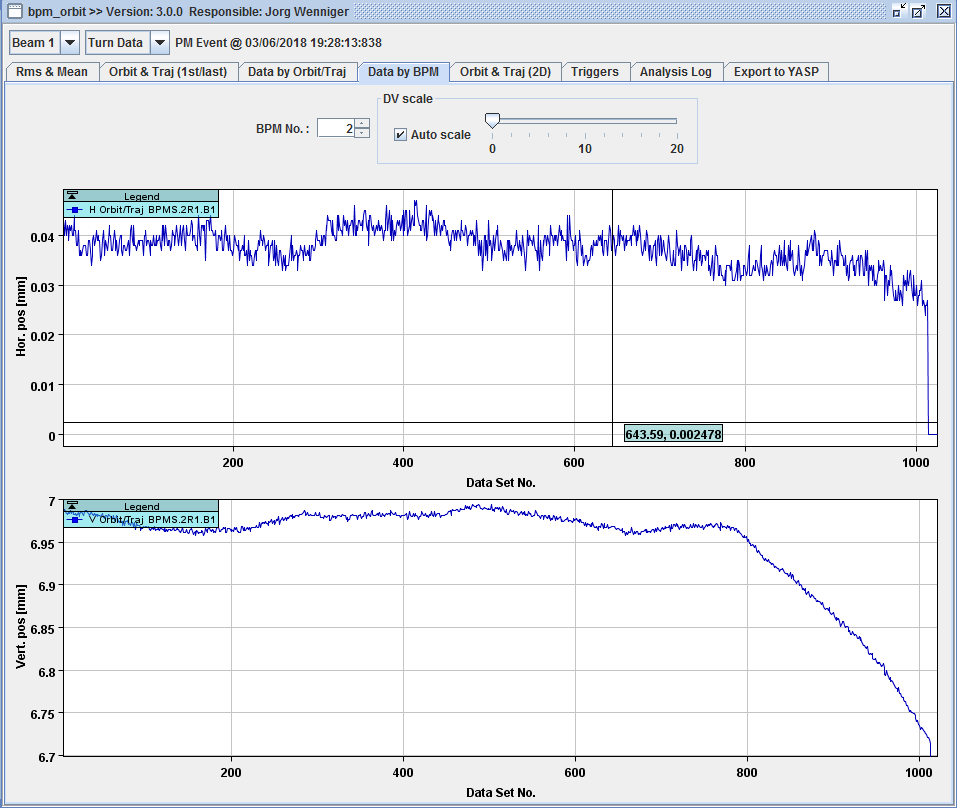 bpm_orbit >> Version: 3.0.0 Responsible: Jorg Wenniger
Beam 1 Turn Data PM Event @ 03/06/2018 19:28:13:838
Rms & Mean Orbit & Traj (1st/last) Data by Orbit/Traj Data by BPM Orbit & Traj (2D) Triggers Analysis Log Export to YASP
DV scale
BPM No. : 2 Auto scale
0 10 20
Legend
H Orbit/Traj BPMS.2R1.B1
Hor. pos [mm]
0.04
0.03
0.02
0.01
0
643.59, 0.002478
200 400 600 800 1000
Data Set No.
Legend
V Orbit/Traj BPMS.2R1.B1
Vert. pos [mm]
7
6.95
6.9
6.85
6.8
6.75
6.7
200 400 600 800 1000
Data Set No.